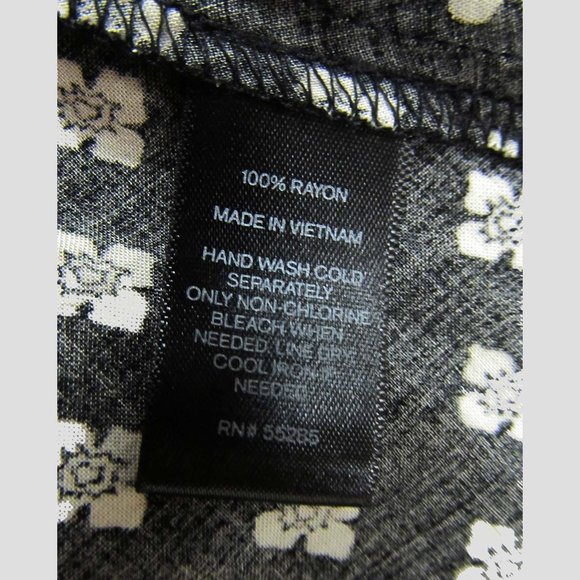 100% RAYON
MADE IN VIETNAM
HAND WASH COLD
SEPARATELY
ONLY NON-CHLORINE
BLEACH WHEN
NEEDED. LINE DRY.
COOL IRON IF
NEEDED
RN# 55285